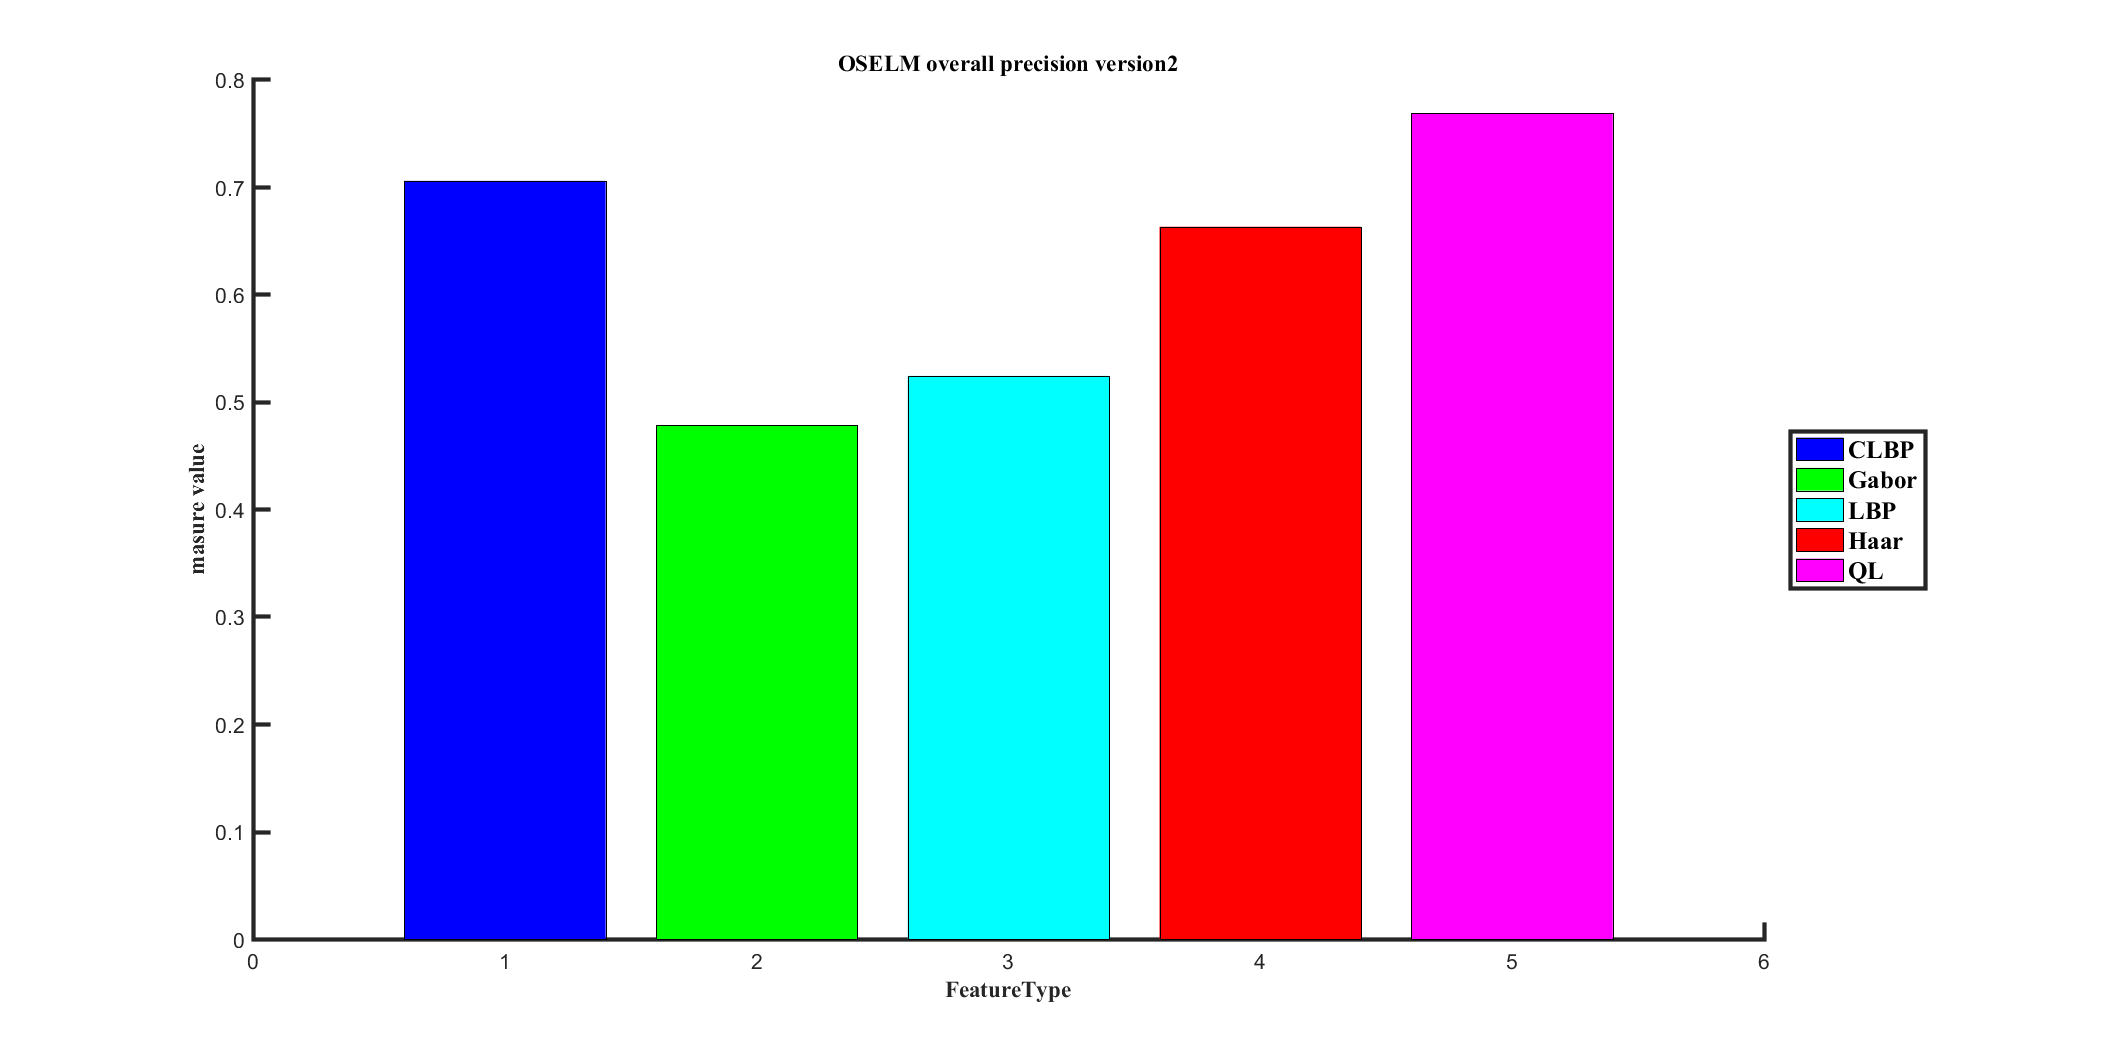 OSELM overall precision version2
0.8
0.7
0.6
0.5
0.4
0.3
0.2
0.1
0
masure value
0 1 2 3 4 5 6
FeatureType
CLBP
Gabor
LBP
Haar
QL